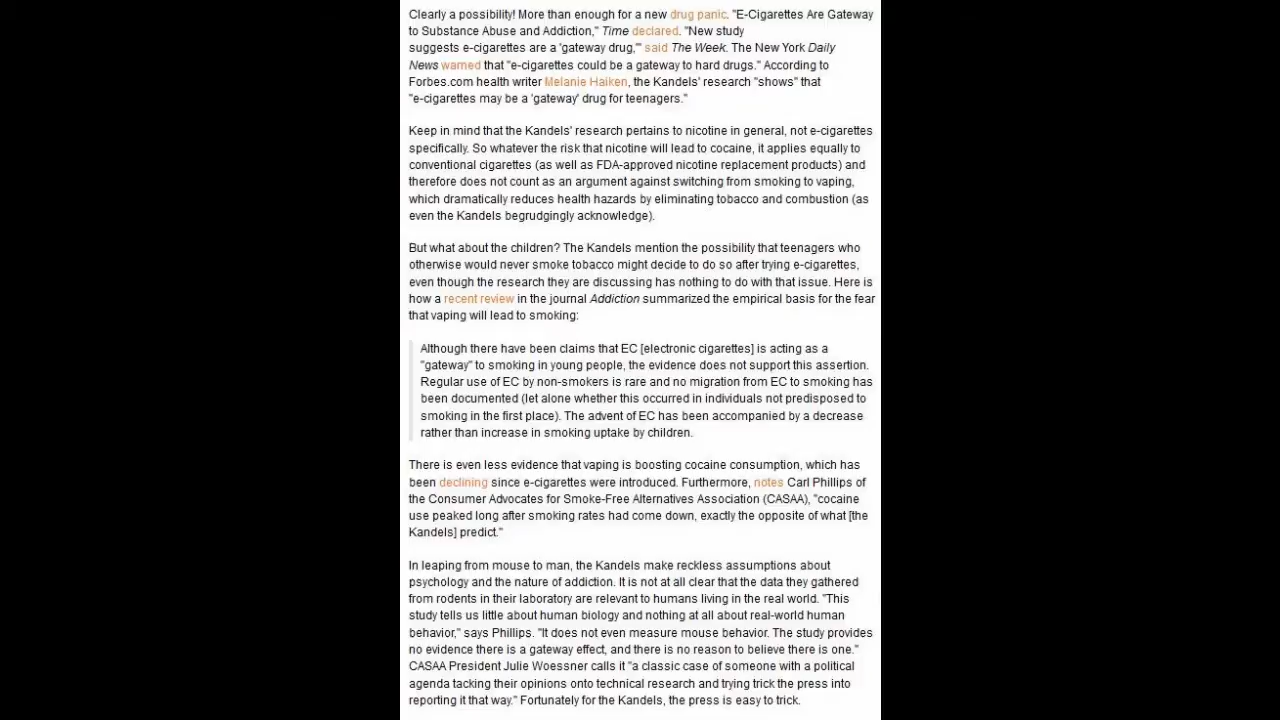 Clearly a possibility! More than enough for a new drug panic. "E-Cigarettes Are Gateway
to Substance Abuse and Addiction," Time declared. "New study
suggests e-cigarettes are a 'gateway drug,'" said The Week. The New York Daily
News warned that "e-cigarettes could be a gateway to hard drugs." According to
Forbes.com health writer Melanie Haiken, the Kandels' research "shows" that
"e-cigarettes may be a 'gateway' drug for teenagers."
Keep in mind that the Kandels' research pertains to nicotine in general, not e-cigarettes
specifically. So whatever the risk that nicotine will lead to cocaine, it applies equally to
conventional cigarettes (as well as FDA-approved nicotine replacement products) and
therefore does not count as an argument against switching from smoking to vaping,
which dramatically reduces health hazards by eliminating tobacco and combustion (as
even the Kandels begrudgingly acknowledge).
But what about the children? The Kandels mention the possibility that teenagers who
otherwise would never smoke tobacco might decide to do so after trying e-cigarettes,
even though the research they are discussing has nothing to do with that issue. Here is
how a recent review in the journal Addiction summarized the empirical basis for the fear
that vaping will lead to smoking:
Although there have been claims that EC [electronic cigarettes] is acting as a
"gateway" to smoking in young people, the evidence does not support this assertion.
Regular use of EC by non-smokers is rare and no migration from EC to smoking has
been documented (let alone whether this occurred in individuals not predisposed to
smoking in the first place). The advent of EC has been accompanied by a decrease
rather than increase in smoking uptake by children.
There is even less evidence that vaping is boosting cocaine consumption, which has
been declining since e-cigarettes were introduced. Furthermore, notes Carl Phillips of
the Consumer Advocates for Smoke-Free Alternatives Association (CASAA), "cocaine
use peaked long after smoking rates had come down, exactly the opposite of what [the
Kandels] predict."
In leaping from mouse to man, the Kandels make reckless assumptions about
psychology and the nature of addiction. It is not at all clear that the data they gathered
from rodents in their laboratory are relevant to humans living in the real world. "This
study tells us little about human biology and nothing at all about real-world human
behavior," says Phillips. "It does not even measure mouse behavior. The study provides
no evidence there is a gateway effect, and there is no reason to believe there is one."
CASAA President Julie Woessner calls it "a classic case of someone with a political
agenda tacking their opinions onto technical research and trying trick the press into
reporting it that way." Fortunately for the Kandels, the press is easy to trick.